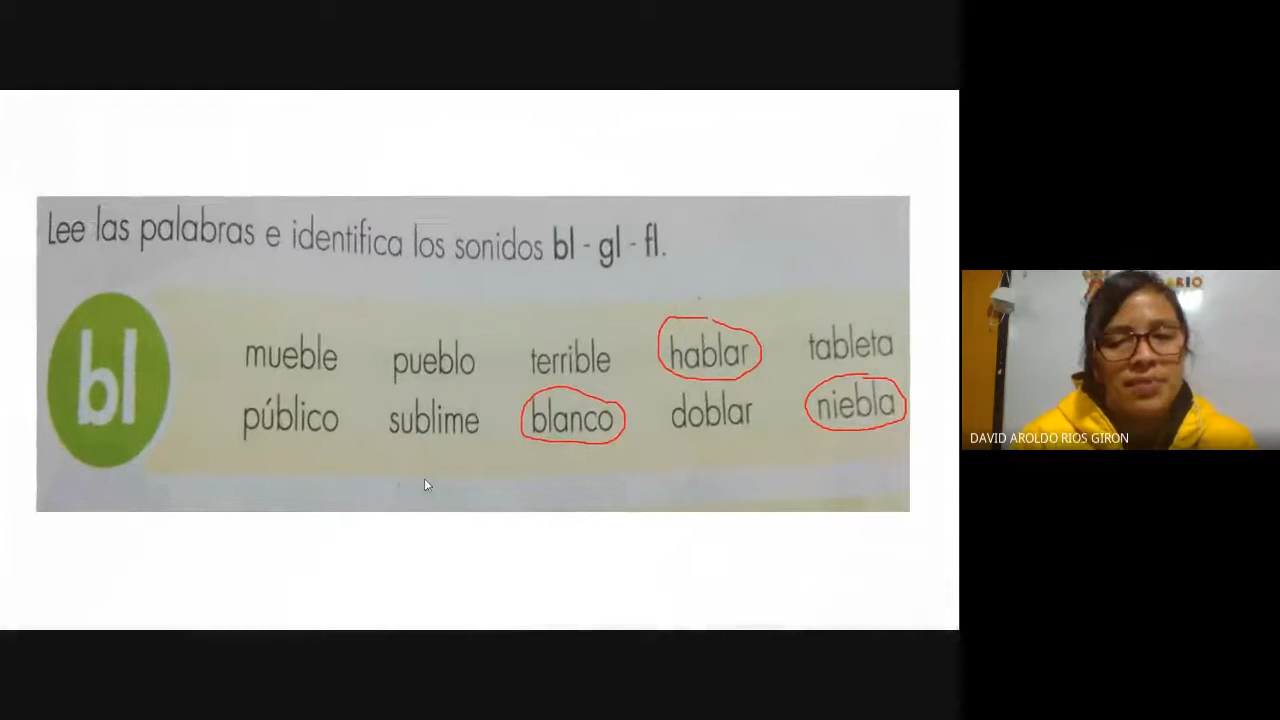 Lee las palabras e identifica los sonidos bl - gl - fl.
bl
mueble pueblo terrible hablar tableta
público sublime blanco doblar niebla
DAVID AROLDO RIOS GIRON